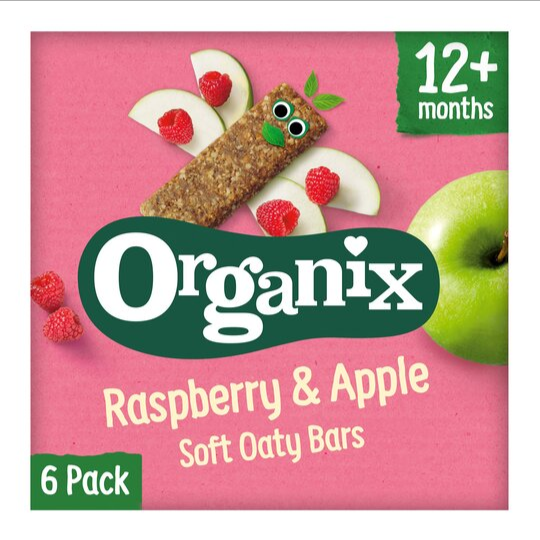 12+
months
Organix
Raspberry & Apple
Soft Oaty Bars
6 Pack